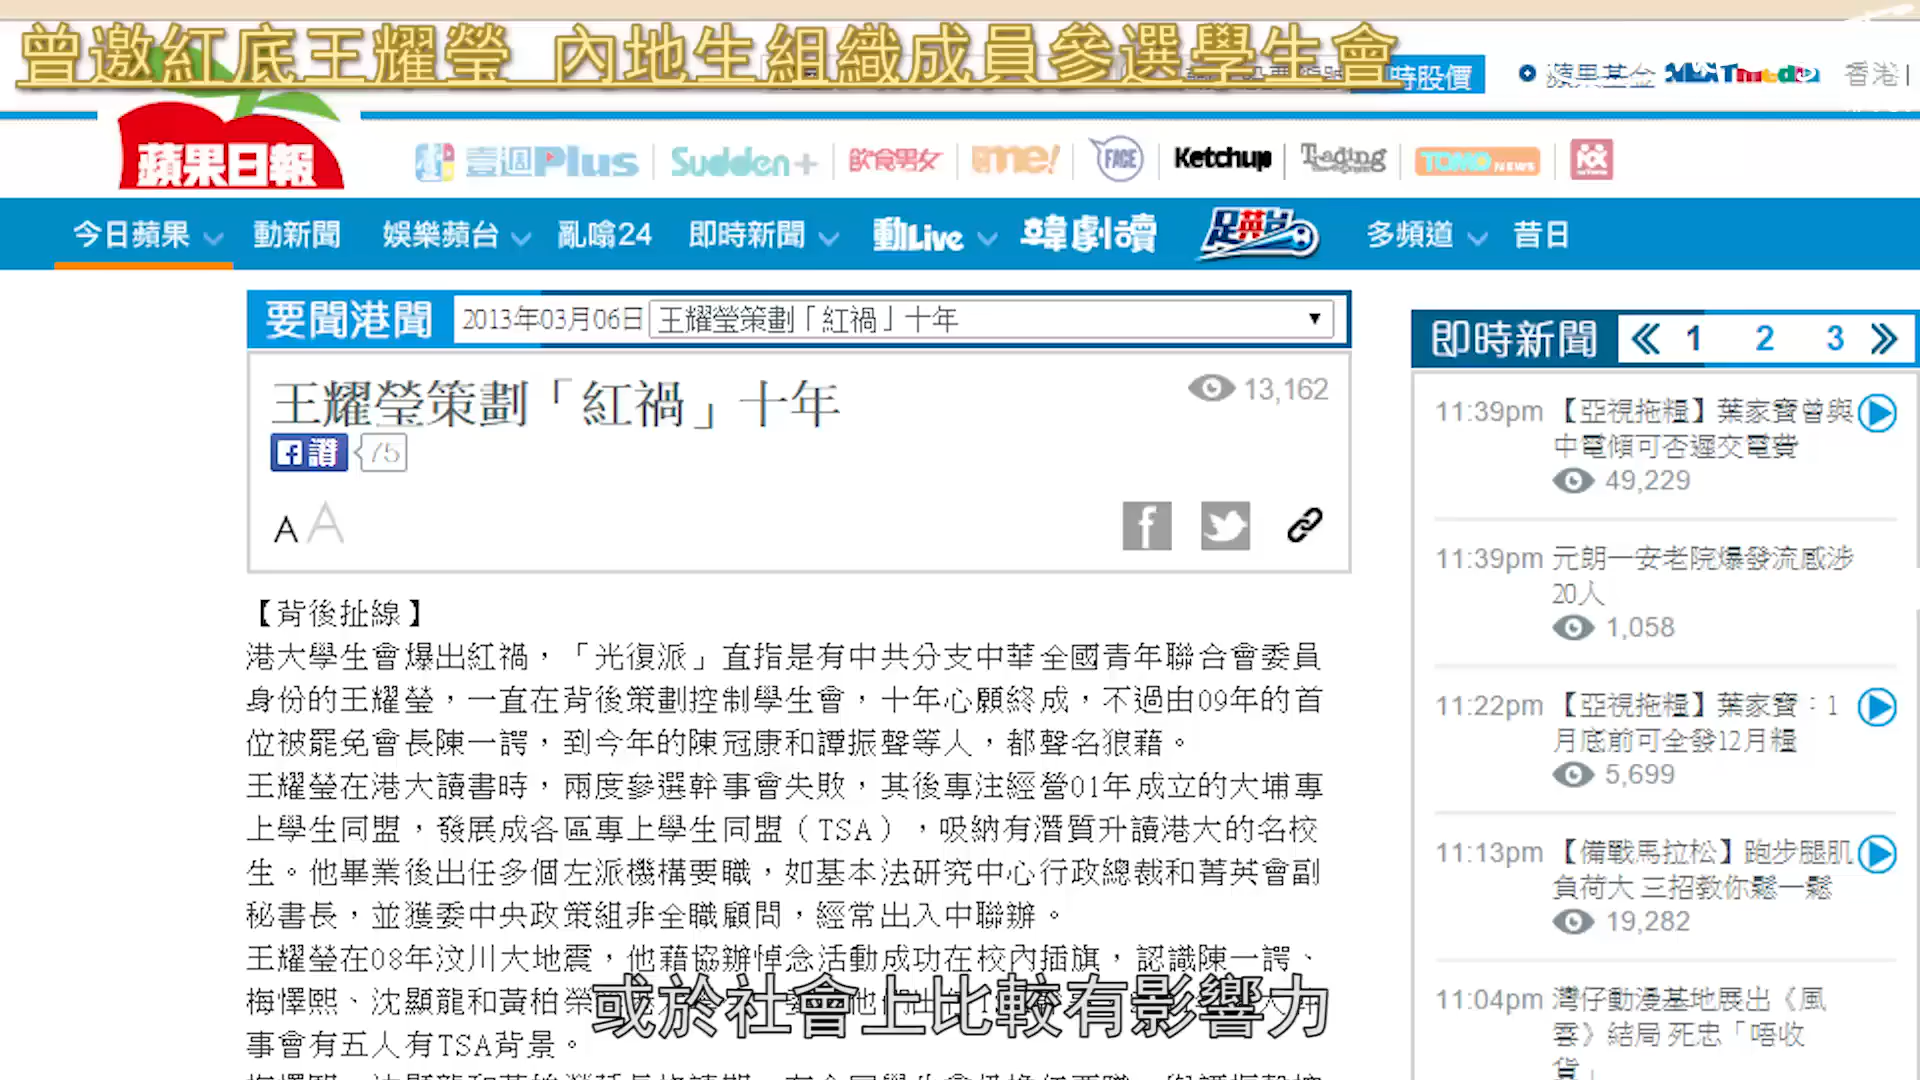 曾邀紅底王耀瑩 內地生組織成員參選學生會
時股價
蘋果基金
香港
蘋果日報
壹週Plus
Sudden+
飲食男女
me!
FACE
Ketchup
Trading
TOMO NEWS
今日蘋果
動新聞
娛樂蘋台
亂噏24
即時新聞
動Live
韓劇讀
足英台
多頻道
昔日
要聞港聞
2013年03月06日
王耀瑩策劃「紅禍」十年
王耀瑩策劃「紅禍」十年
13,162
讚
75
A A
【背後扯線】
港大學生會爆出紅禍，「光復派」直指是有中共分支中華全國青年聯合會委員
身份的王耀瑩，一直在背後策劃控制學生會，十年心願終成，不過由09年的首
位被罷免會長陳一諤，到今年的陳冠康和譚振聲等人，都聲名狼藉。
王耀瑩在港大讀書時，兩度參選幹事會失敗，其後專注經營01年成立的大埔專
上學生同盟，發展成各區專上學生同盟（TSA），吸納有潛質升讀港大的名校
生。他畢業後出任多個左派機構要職，如基本法研究中心行政總裁和菁英會副
秘書長，並獲委中央政策組非全職顧問，經常出入中聯辦。
王耀瑩在08年汶川大地震，他藉協辦悼念活動成功在校內插旗，認識陳一諤、
梅懌熙、沈顯龍和黃柏榮
事會有五人有TSA背景。
或於社會上比較有影響力
即時新聞
1 2 3
11:39pm 【亞視拖糧】葉家寶曾與
中電傾可否遲交電費
49,229
11:39pm 元朗一安老院爆發流感涉
20人
1,058
11:22pm 【亞視拖糧】葉家寶：1
月底前可全發12月糧
5,699
11:13pm 【備戰馬拉松】跑步腿肌
負荷大 三招教你鬆一鬆
19,282
11:04pm 灣仔動漫基地展出《風
雲》結局 死忠「唔收
貨」